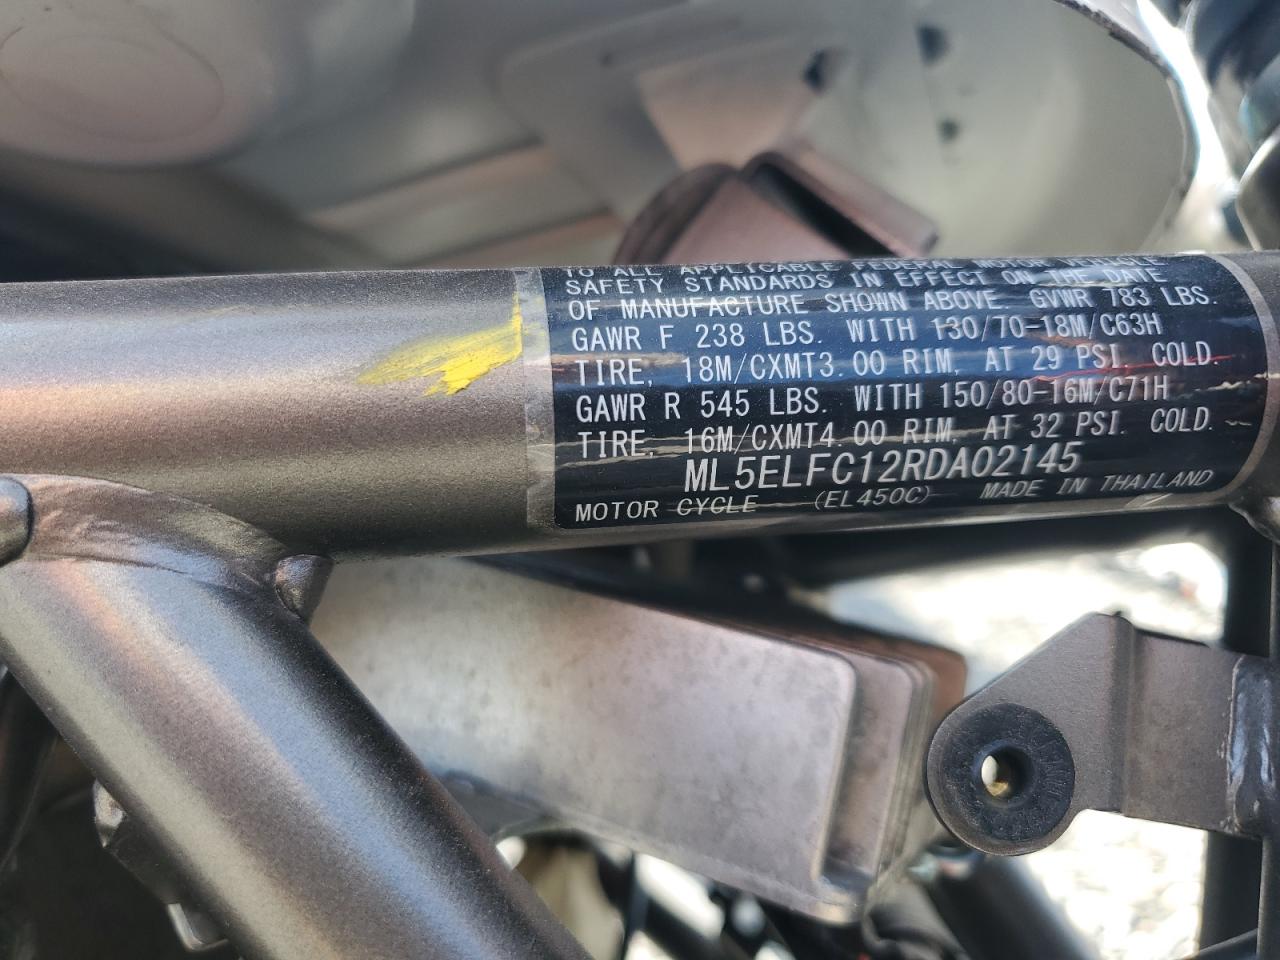 TO ALL APPLICABLE FEDERAL MOTOR VEHICLE
SAFETY STANDARDS IN EFFECT ON THE DATE
OF MANUFACTURE SHOWN ABOVE. GVWR 783 LBS.
GAWR F 238 LBS. WITH 130/70-18M/C63H
TIRE, 18M/CXMT3.00 RIM, AT 29 PSI. COLD.
GAWR R 545 LBS. WITH 150/80-16M/C71H
TIRE, 16M/CXMT4.00 RIM, AT 32 PSI. COLD.
ML5ELFC12RDA02145
MOTOR CYCLE (EL450C) MADE IN THAILAND